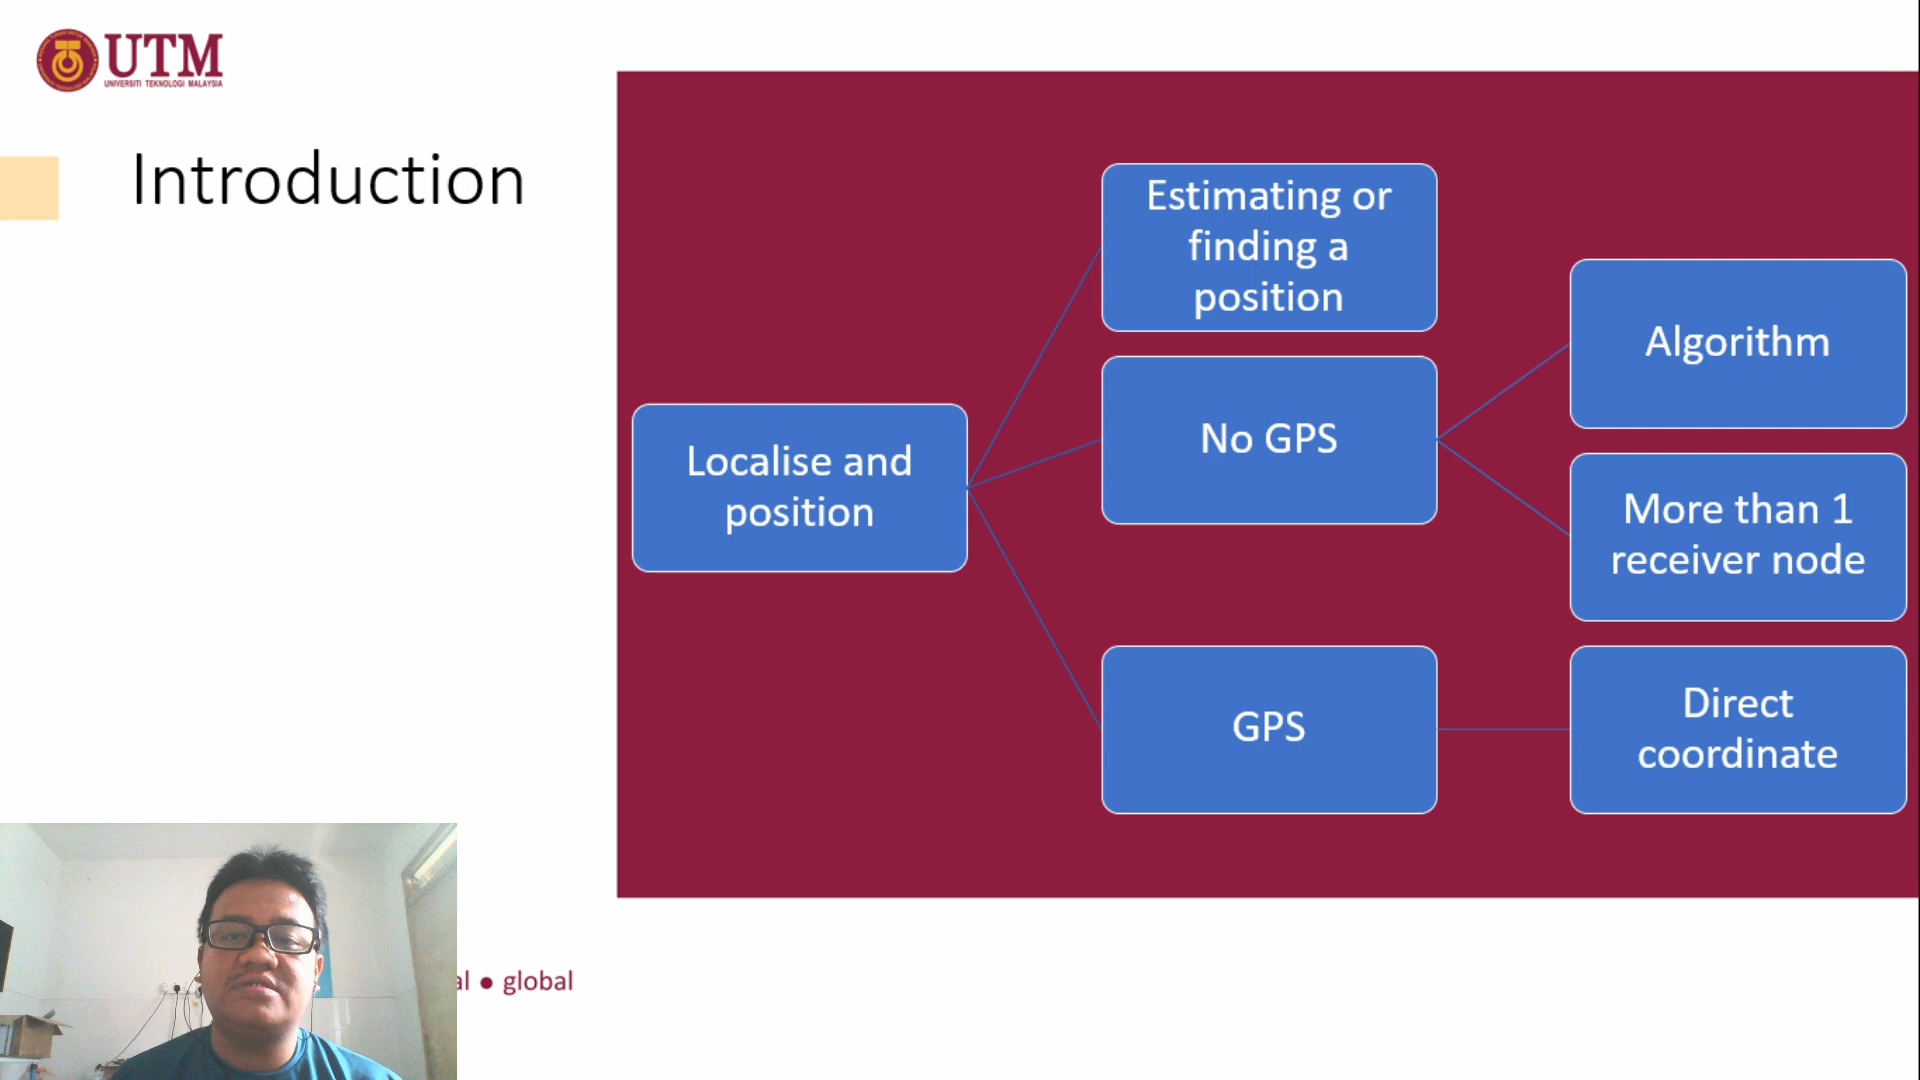 UTM
UNIVERSITI TEKNOLOGI MALAYSIA
Introduction
Estimating or
finding a
position
Algorithm
No GPS
Localise and
position
More than 1
receiver node
GPS
Direct
coordinate
al ● global